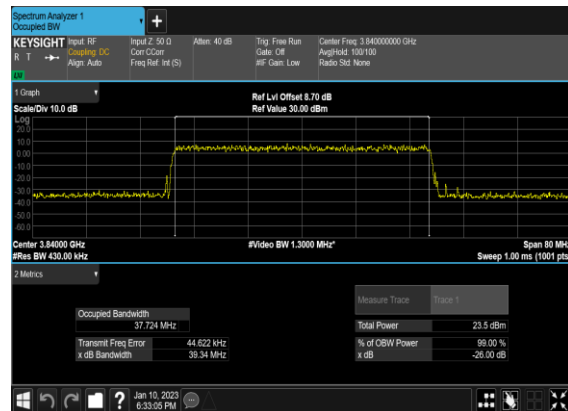 Spectrum Analyzer 1
Occupied BW
+
KEYSIGHT
R T
LU
Input: RF
Coupling: DC
Align: Auto
Input Z: 50 Ω
Corr CCorr
Freq Ref: Int (S)
Atten: 40 dB
Trig: Free Run
Gate: Off
#IF Gain: Low
Center Freq: 3.840000000 GHz
Avg|Hold: 100/100
Radio Std: None
1 Graph
Scale/Div 10.0 dB
Ref Lvl Offset 8.70 dB
Ref Value 30.00 dBm
Log
20.0
10.0
0.00
-10.0
-20.0
-30.0
-40.0
-50.0
-60.0
Center 3.84000 GHz
#Res BW 430.00 kHz
#Video BW 1.3000 MHz*
Span 80 MHz
Sweep 1.00 ms (1001 pts
2 Metrics
Measure Trace Trace 1
Occupied Bandwidth
37.724 MHz
Transmit Freq Error 44.622 kHz
x dB Bandwidth 39.34 MHz
Total Power 23.5 dBm
% of OBW Power 99.00 %
x dB -26.00 dB
?
Jan 10, 2023
6:33:05 PM